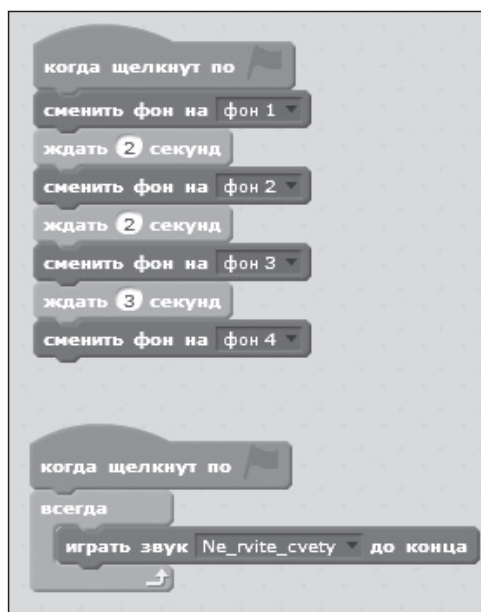 когда щелкнут по
сменить фон на фон 1
ждать 2 секунд
сменить фон на фон 2
ждать 2 секунд
сменить фон на фон 3
ждать 3 секунд
сменить фон на фон 4
когда щелкнут по
всегда
играть звук Ne_rvite_cvety до конца